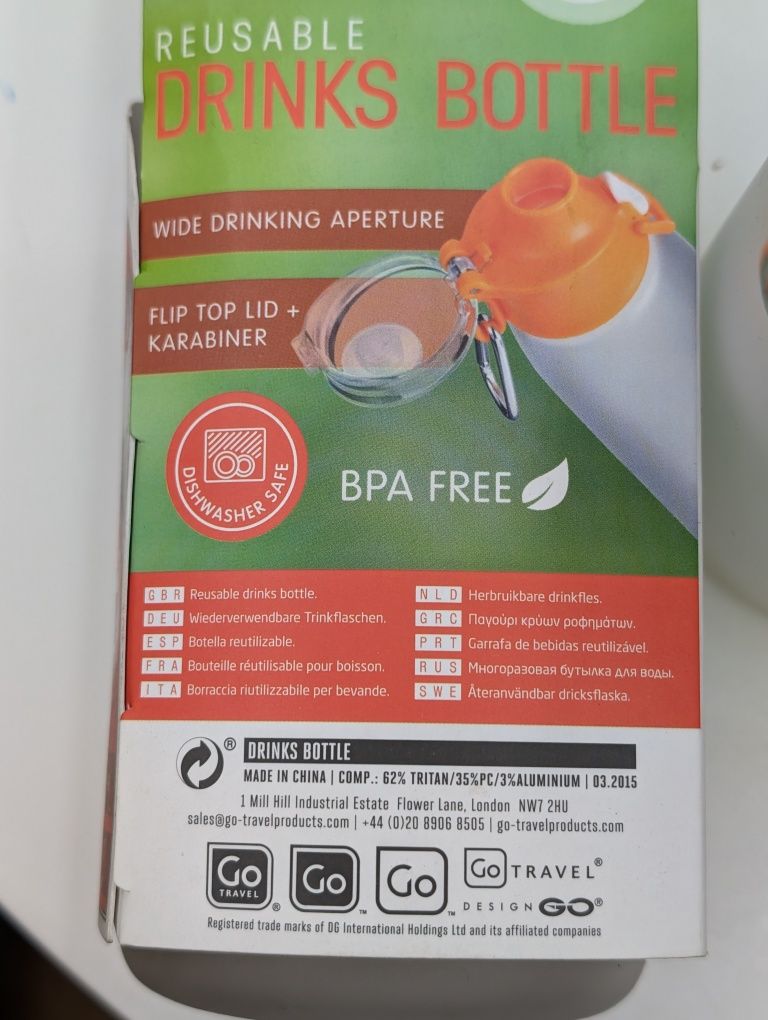 REUSABLE
DRINKS BOTTLE
WIDE DRINKING APERTURE
FLIP TOP LID +
KARABINER
DISHWASHER SAFE
BPA FREE
GBR Reusable drinks bottle.
DEU Wiederverwendbare Trinkflaschen.
ESP Botella reutilizable.
FRA Bouteille réutilisable pour boisson.
ITA Borraccia riutilizzabile per bevande.
NLD Herbruikbare drinkfles.
GRC Παγούρι κρύων ροφημάτων.
PRT Garrafa de bebidas reutilizável.
RUS Многоразовая бутылка для воды.
SWE Återanvändbar dricksflaska.
® DRINKS BOTTLE
MADE IN CHINA | COMP.: 62% TRITAN/35%PC/3%ALUMINIUM | 03.2015
1 Mill Hill Industrial Estate Flower Lane, London NW7 2HU
sales@go-travelproducts.com | +44 (0)20 8906 8505 | go-travelproducts.com
Go TRAVEL ®
Go ™
Go ™
Go TRAVEL®
DESIGN GO®
Registered trade marks of DG International Holdings Ltd and its affiliated companies